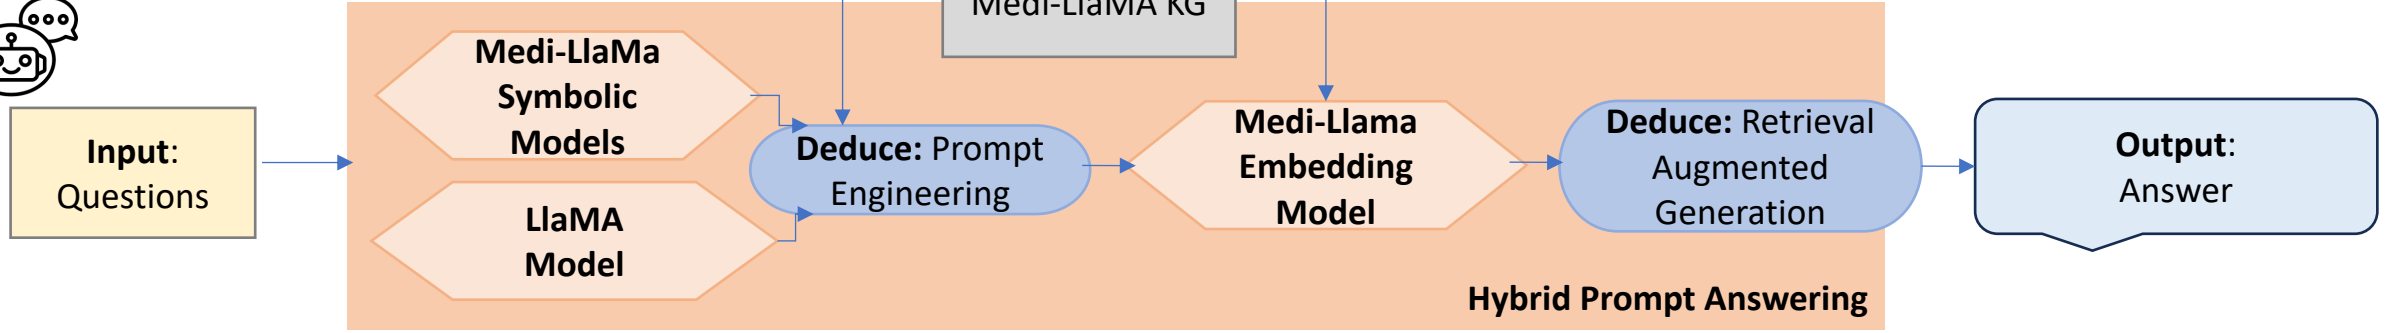 Medi-LlaMA KG
Input:
Questions
Medi-LlaMa
Symbolic
Models
LlaMA
Model
Deduce: Prompt
Engineering
Medi-Llama
Embedding
Model
Deduce: Retrieval
Augmented
Generation
Output:
Answer
Hybrid Prompt Answering